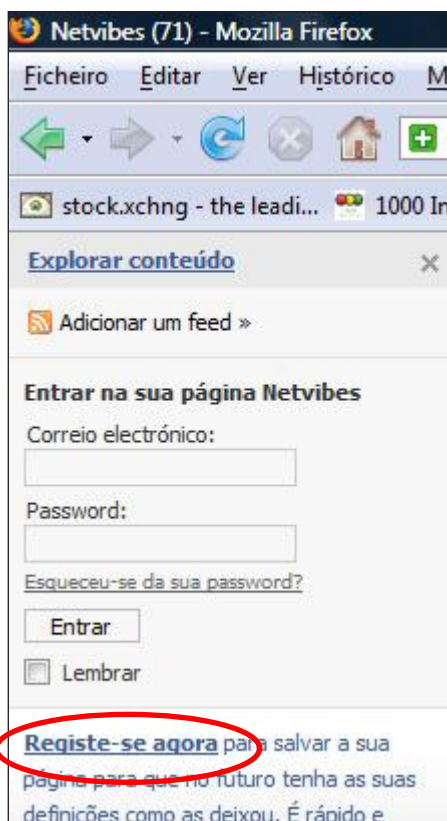 Netvibes (71) - Mozilla Firefox
Ficheiro Editar Ver Histórico M
stock.xchng - the leadi... 1000 In
Explorar conteúdo
Adicionar um feed »
Entrar na sua página Netvibes
Correio electrónico:
Password:
Esqueceu-se da sua password?
Entrar
Lembrar
Registe-se agora para salvar a sua
página para que no futuro tenha as suas
definições como as deixou. É rápido e